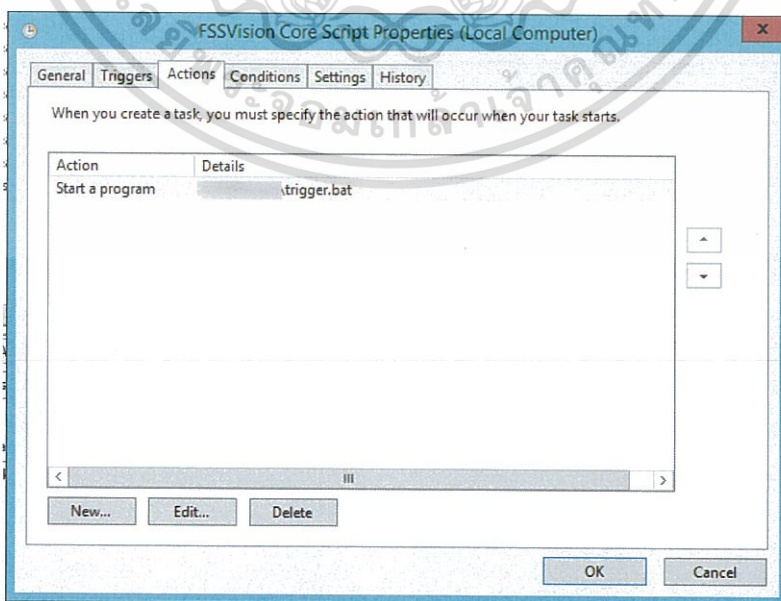 FSSVision Core Script Properties (Local Computer)
x
General Triggers Actions Conditions Settings History
When you create a task, you must specify the action that will occur when your task starts.
Action Details
Start a program \trigger.bat
New... Edit... Delete
OK Cancel